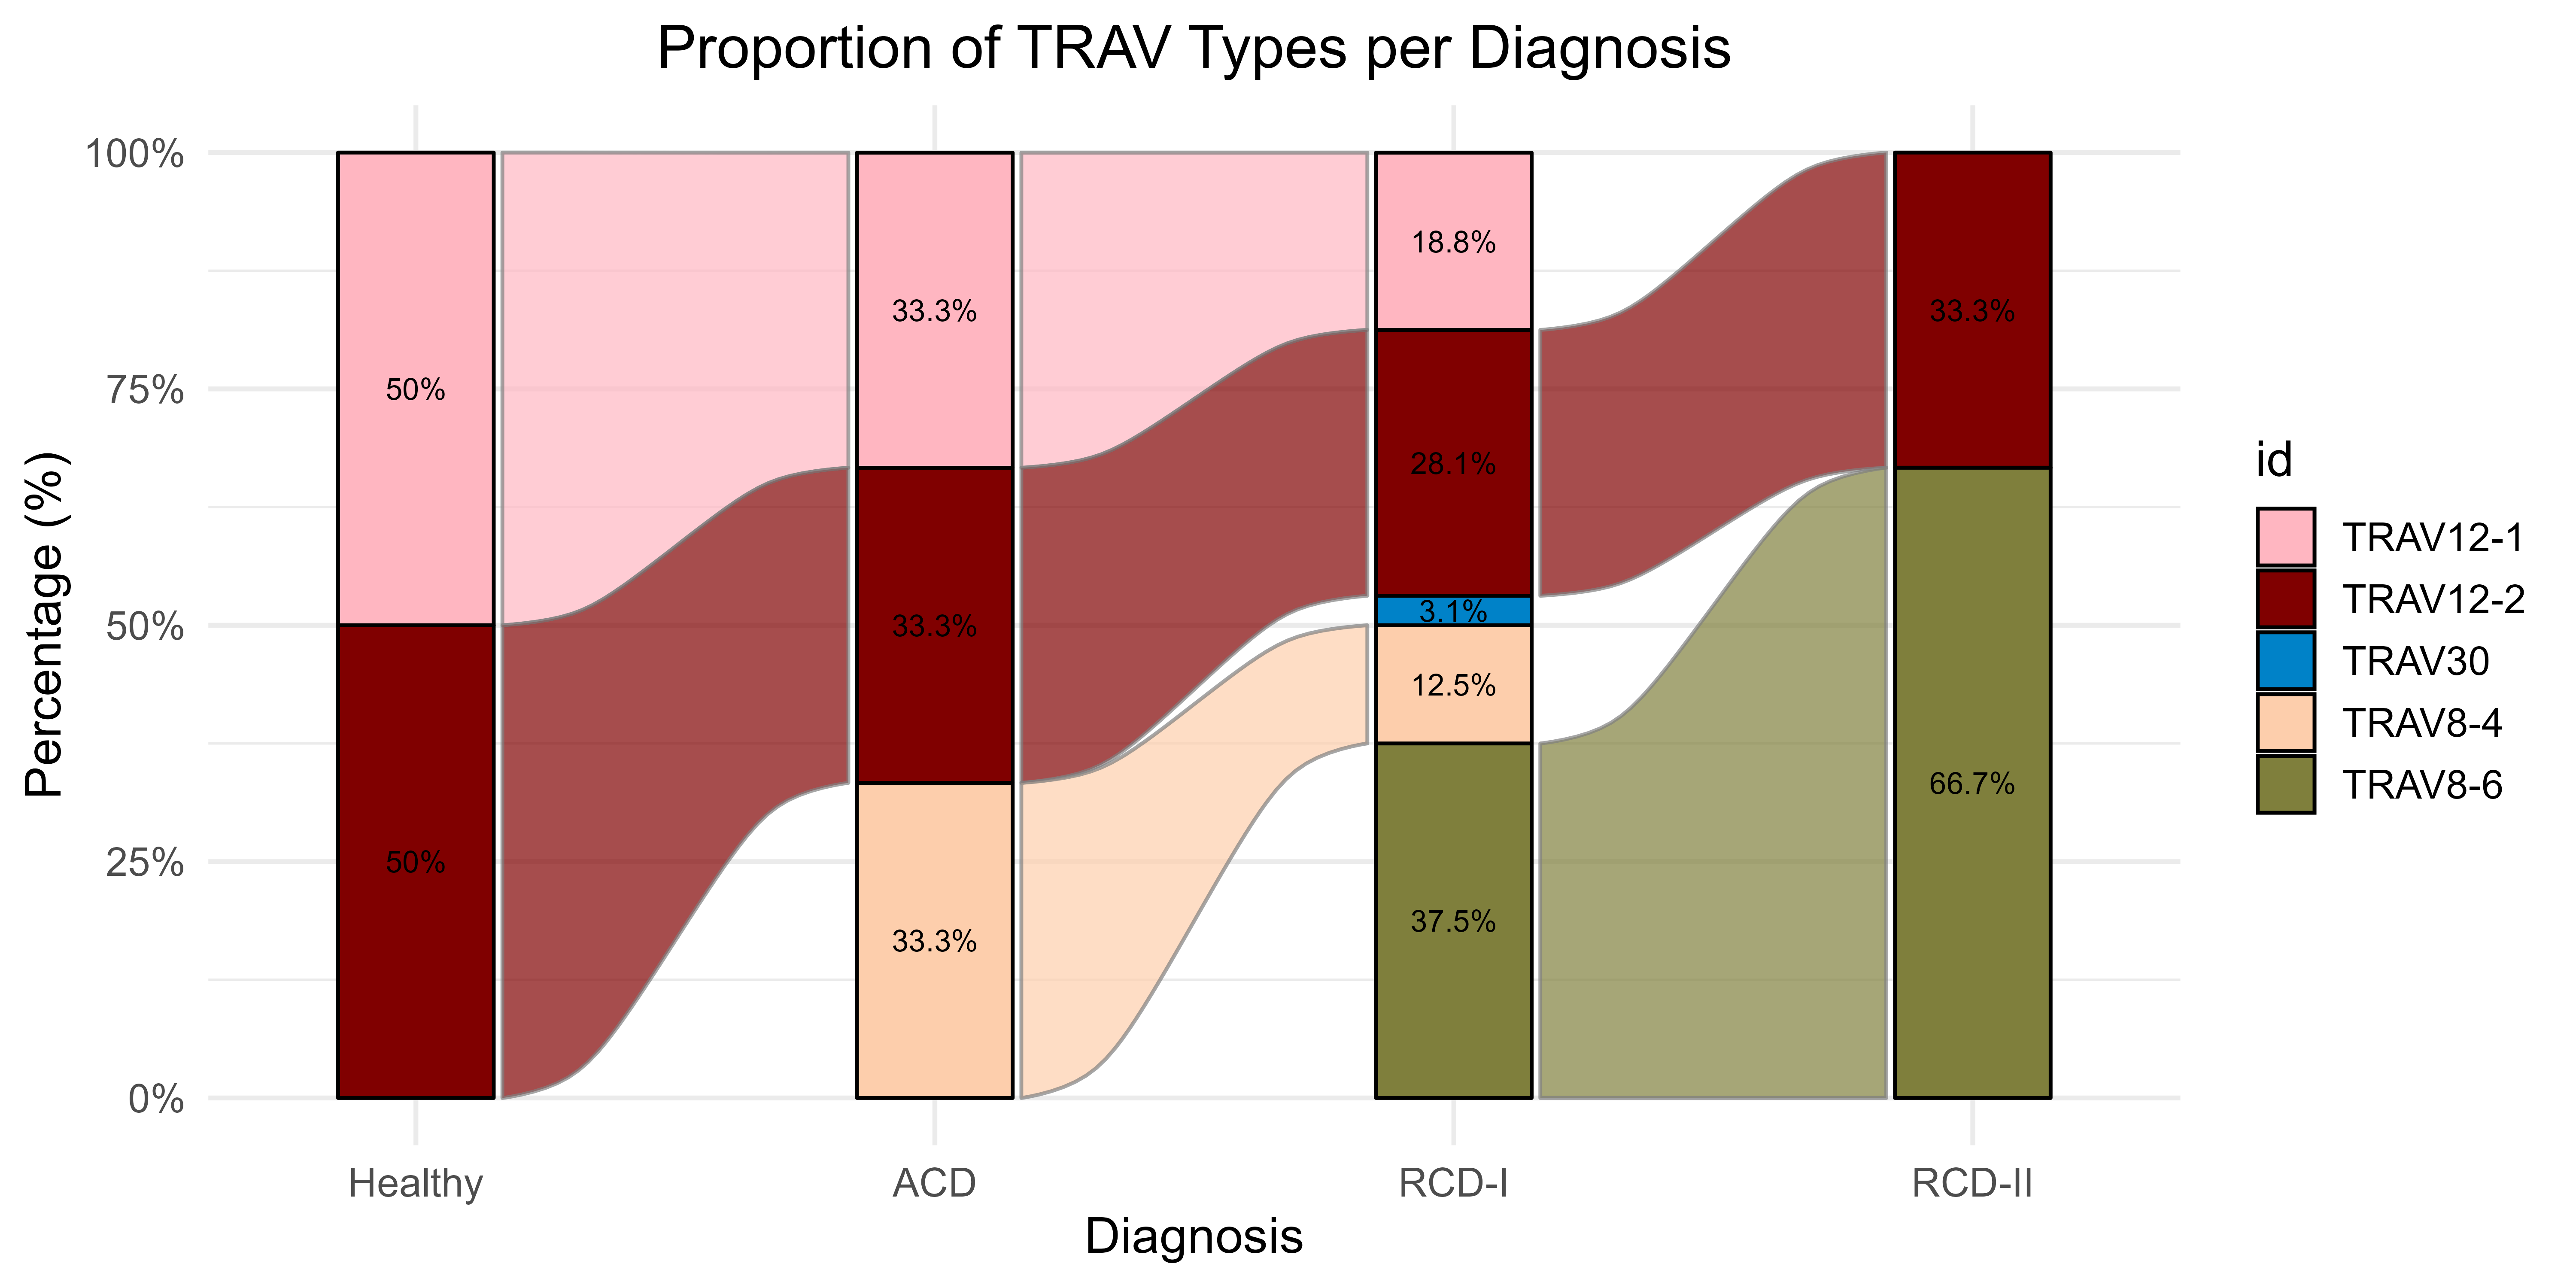 Proportion of TRAV Types per Diagnosis
Percentage (%)
100%
75%
50%
25%
0%
50%
50%
33.3%
33.3%
33.3%
18.8%
28.1%
3.1%
12.5%
37.5%
33.3%
66.7%
Healthy
ACD
RCD-I
RCD-II
Diagnosis
id
TRAV12-1
TRAV12-2
TRAV30
TRAV8-4
TRAV8-6